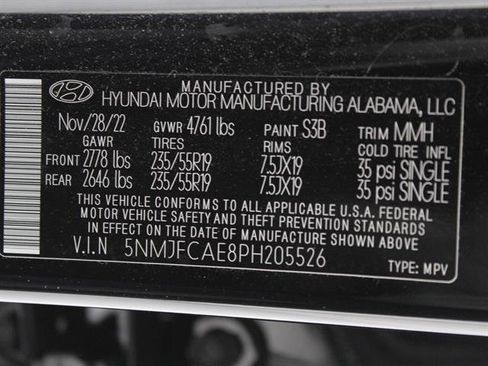 MANUFACTURED BY
HYUNDAI MOTOR MANUFACTURING ALABAMA, LLC
Nov/28/22 GVWR 4761 lbs PAINT S3B TRIM MMH
GAWR TIRES RIMS COLD TIRE INFL
FRONT 2778 lbs 235/55R19 7.5JX19 35 psi SINGLE
REAR 2646 lbs 235/55R19 7.5JX19 35 psi SINGLE
THIS VEHICLE CONFORMS TO ALL APPLICABLE U.S.A. FEDERAL
MOTOR VEHICLE SAFETY AND THEFT PREVENTION STANDARDS
IN EFFECT ON THE DATE OF MANUFACTURE SHOWN ABOVE.
V.I.N 5NMJFCAE8PH205526
TYPE: MPV